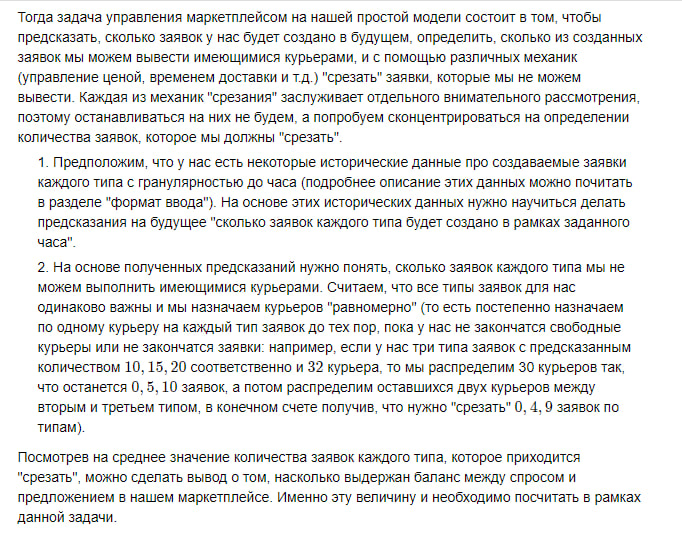 Тогда задача управления маркетплейсом на нашей простой модели состоит в том, чтобы
предсказать, сколько заявок у нас будет создано в будущем, определить, сколько из созданных
заявок мы можем вывести имеющимися курьерами, и с помощью различных механик
(управление ценой, временем доставки и т.д.) "срезать" заявки, которые мы не можем
вывести. Каждая из механик "срезания" заслуживает отдельного внимательного рассмотрения,
поэтому останавливаться на них не будем, а попробуем сконцентрироваться на определении
количества заявок, которое мы должны "срезать".
1. Предположим, что у нас есть некоторые исторические данные про создаваемые заявки
каждого типа с гранулярностью до часа (подробнее описание этих данных можно почитать
в разделе "формат ввода"). На основе этих исторических данных нужно научиться делать
предсказания на будущее "сколько заявок каждого типа будет создано в рамках заданного
часа".
2. На основе полученных предсказаний нужно понять, сколько заявок каждого типа мы не
можем выполнить имеющимися курьерами. Считаем, что все типы заявок для нас
одинаково важны и мы назначаем курьеров "равномерно" (то есть постепенно назначаем
по одному курьеру на каждый тип заявок до тех пор, пока у нас не закончатся свободные
курьеры или не закончатся заявки: например, если у нас три типа заявок с предсказанным
количеством 10, 15, 20 соответственно и 32 курьера, то мы распределим 30 курьеров так,
что останется 0, 5, 10 заявок, а потом распределим оставшихся двух курьеров между
вторым и третьем типом, в конечном счете получив, что нужно "срезать" 0, 4, 9 заявок по
типам).
Посмотрев на среднее значение количества заявок каждого типа, которое приходится
"срезать", можно сделать вывод о том, насколько выдержан баланс между спросом и
предложением в нашем маркетплейсе. Именно эту величину и необходимо посчитать в рамках
данной задачи.